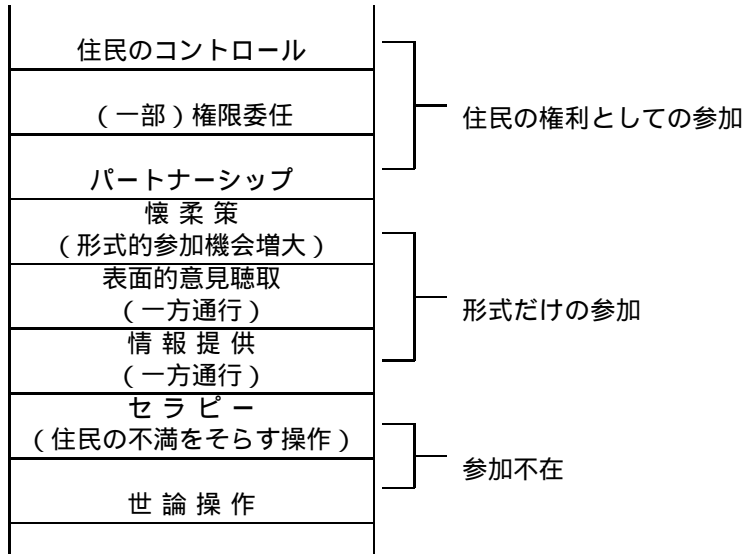 住民のコントロール
（一部）権限委任
パートナーシップ
懐 柔 策
（形式的参加機会増大）
表面的意見聴取
（一方通行）
情 報 提 供
（一方通行）
セ ラ ピ ー
（住民の不満をそらす操作）
世 論 操 作
住民の権利としての参加
形式だけの参加
参加不在